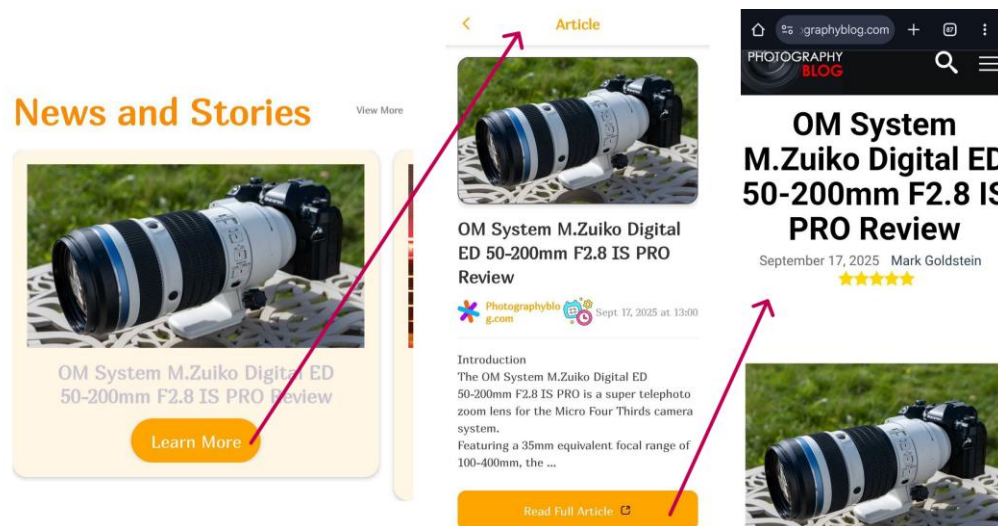 News and Stories
View More
OM System M.Zuiko Digital ED
50-200mm F2.8 IS PRO Review
Learn More
Article
OM System M.Zuiko Digital
ED 50-200mm F2.8 IS PRO
Review
Photographyblo
g.com
Sept 17, 2025 at 13:00
Introduction
The OM System M.Zuiko Digital ED
50-200mm F2.8 IS PRO is a super telephoto
zoom lens for the Micro Four Thirds camera
system.
Featuring a 35mm equivalent focal range of
100-400mm, the ...
Read Full Article
ographyblog.com
87
PHOTOGRAPHY
BLOG
OM System
M.Zuiko Digital ED
50-200mm F2.8 IS
PRO Review
September 17, 2025 Mark Goldstein